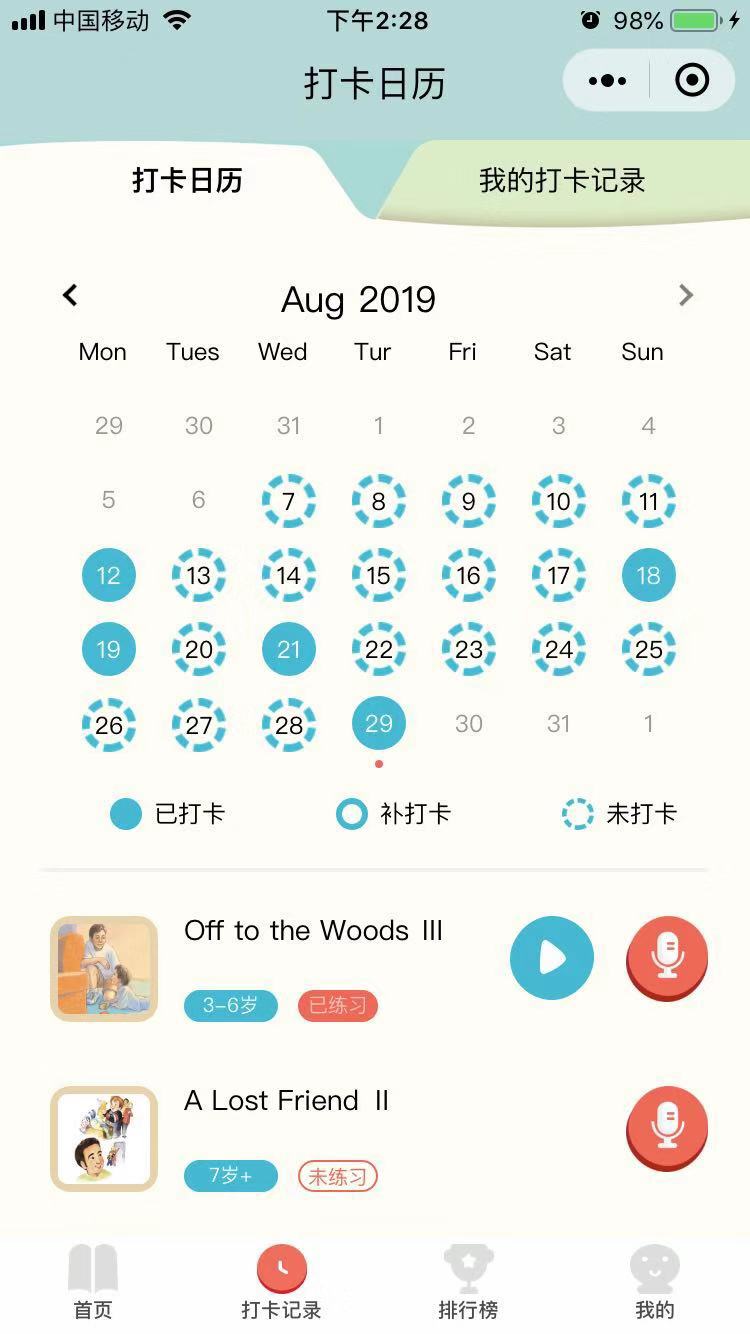 中国移动 下午2:28 98%
打卡日历
打卡日历 我的打卡记录
Aug 2019
Mon Tues Wed Tur Fri Sat Sun
29 30 31 1 2 3 4
5 6 7 8 9 10 11
12 13 14 15 16 17 18
19 20 21 22 23 24 25
26 27 28 29 30 31 1
已打卡 补打卡 未打卡
Off to the Woods III
3-6岁 已练习
A Lost Friend II
7岁+ 未练习
首页 打卡记录 排行榜 我的